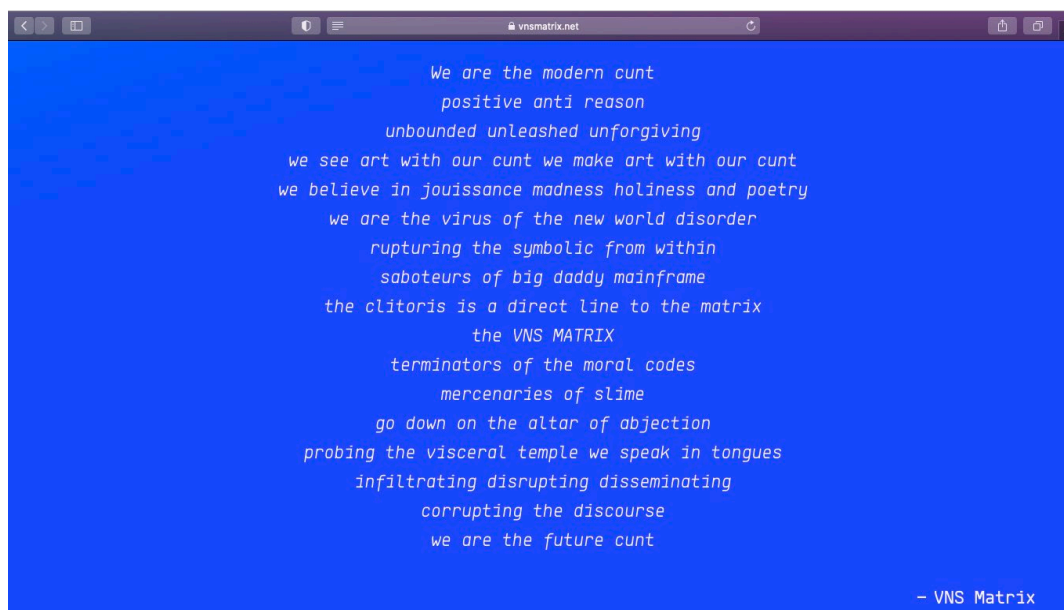 vnsmatrix.net
We are the modern cunt
positive anti reason
unbounded unleashed unforgiving
we see art with our cunt we make art with our cunt
we believe in jouissance madness holiness and poetry
we are the virus of the new world disorder
rupturing the symbolic from within
saboteurs of big daddy mainframe
the clitoris is a direct line to the matrix
the VNS MATRIX
terminators of the moral codes
mercenaries of slime
go down on the altar of abjection
probing the visceral temple we speak in tongues
infiltrating disrupting disseminating
corrupting the discourse
we are the future cunt
– VNS Matrix